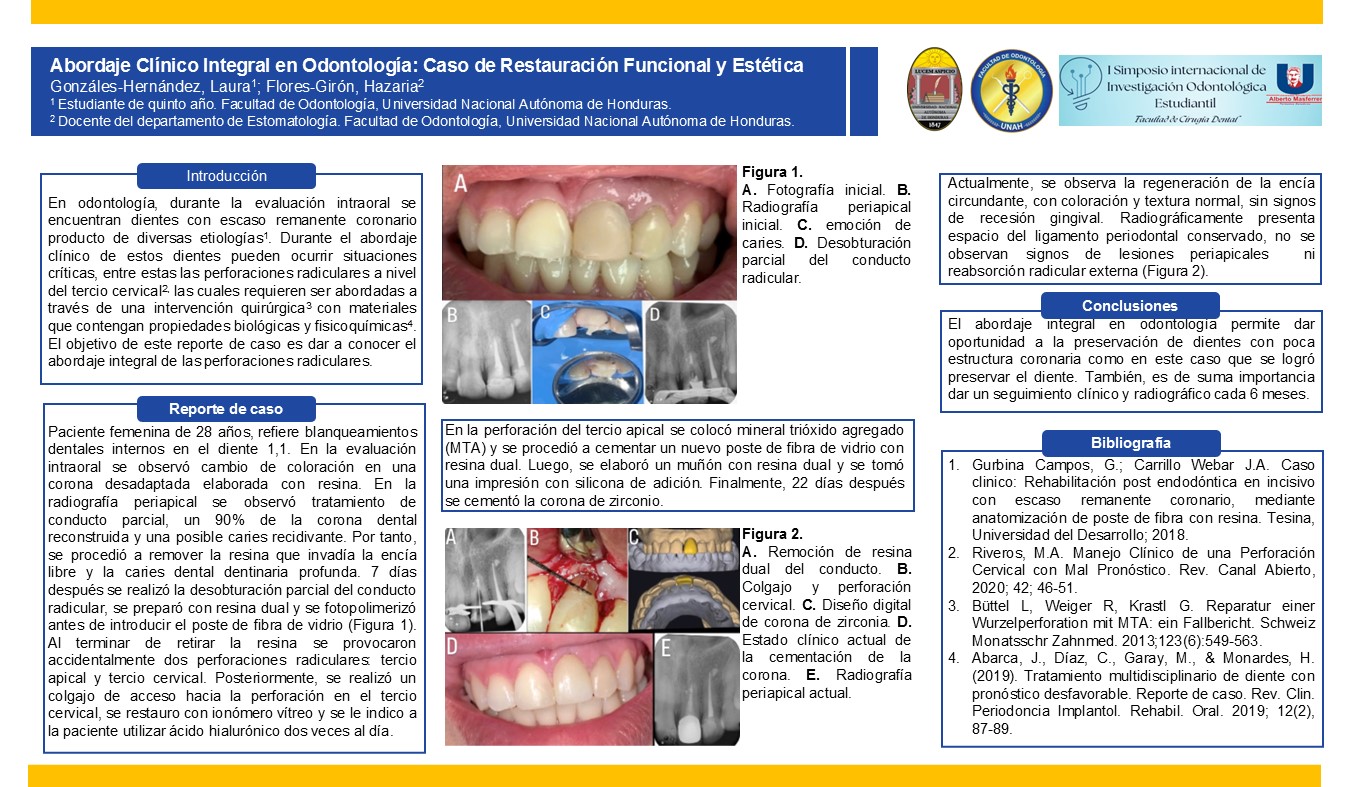 Abordaje Clínico Integral en Odontología: Caso de Restauración Funcional y Estética
Gonzáles-Hernández, Laura¹; Flores-Girón, Hazaria²
¹ Estudiante de quinto año. Facultad de Odontología, Universidad Nacional Autónoma de Honduras.
² Docente del departamento de Estomatología. Facultad de Odontología, Universidad Nacional Autónoma de Honduras.
LUCEM ASPICIO
1847
FACULTAD DE ODONTOLOGÍA
UNAH
I Simposio internacional de
Investigación Odontológica
Estudiantil
"Facultad de Cirugía Dental"
Alberto Masferrer
Introducción
En odontología, durante la evaluación intraoral se
encuentran dientes con escaso remanente coronario
producto de diversas etiologías¹. Durante el abordaje
clínico de estos dientes pueden ocurrir situaciones
críticas, entre estas las perforaciones radiculares a nivel
del tercio cervical², las cuales requieren ser abordadas a
través de una intervención quirúrgica³ con materiales
que contengan propiedades biológicas y fisicoquímicas⁴.
El objetivo de este reporte de caso es dar a conocer el
abordaje integral de las perforaciones radiculares.
Reporte de caso
Paciente femenina de 28 años, refiere blanqueamientos
dentales internos en el diente 1,1. En la evaluación
intraoral se observó cambio de coloración en una
corona desadaptada elaborada con resina. En la
radiografía periapical se observó tratamiento de
conducto parcial, un 90% de la corona dental
reconstruida y una posible caries recidivante. Por tanto,
se procedió a remover la resina que invadía la encía
libre y la caries dental dentinaria profunda. 7 días
después se realizó la desobturación parcial del conducto
radicular, se preparó con resina dual y se fotopolimerizó
antes de introducir el poste de fibra de vidrio (Figura 1).
Al terminar de retirar la resina se provocaron
accidentalmente dos perforaciones radiculares: tercio
apical y tercio cervical. Posteriormente, se realizó un
colgajo de acceso hacia la perforación en el tercio
cervical, se restauro con ionómero vítreo y se le indico a
la paciente utilizar ácido hialurónico dos veces al día.
A
B
C
D
Figura 1.
A. Fotografía inicial. B.
Radiografía periapical
inicial. C. emoción de
caries. D. Desobturación
parcial del conducto
radicular.
En la perforación del tercio apical se colocó mineral trióxido agregado
(MTA) y se procedió a cementar un nuevo poste de fibra de vidrio con
resina dual. Luego, se elaboró un muñón con resina dual y se tomó
una impresión con silicona de adición. Finalmente, 22 días después
se cementó la corona de zirconio.
A
B
C
D
E
Figura 2.
A. Remoción de resina
dual del conducto. B.
Colgajo y perforación
cervical. C. Diseño digital
de corona de zirconia. D.
Estado clínico actual de
la cementación de la
corona. E. Radiografía
periapical actual.
Actualmente, se observa la regeneración de la encía
circundante, con coloración y textura normal, sin signos
de recesión gingival. Radiográficamente presenta
espacio del ligamento periodontal conservado, no se
observan signos de lesiones periapicales ni
reabsorción radicular externa (Figura 2).
Conclusiones
El abordaje integral en odontología permite dar
oportunidad a la preservación de dientes con poca
estructura coronaria como en este caso que se logró
preservar el diente. También, es de suma importancia
dar un seguimiento clínico y radiográfico cada 6 meses.
Bibliografía
1. Gurbina Campos, G.; Carrillo Webar J.A. Caso
clinico: Rehabilitación post endodóntica en incisivo
con escaso remanente coronario, mediante
anatomización de poste de fibra con resina. Tesina,
Universidad del Desarrollo; 2018.
2. Riveros, M.A. Manejo Clínico de una Perforación
Cervical con Mal Pronóstico. Rev. Canal Abierto,
2020; 42; 46-51.
3. Büttel L, Weiger R, Krastl G. Reparatur einer
Wurzelperforation mit MTA: ein Fallbericht. Schweiz
Monatsschr Zahnmed. 2013;123(6):549-563.
4. Abarca, J., Díaz, C., Garay, M., & Monardes, H.
(2019). Tratamiento multidisciplinario de diente con
pronóstico desfavorable. Reporte de caso. Rev. Clin.
Periodoncia Implantol. Rehabil. Oral. 2019; 12(2),
87-89.